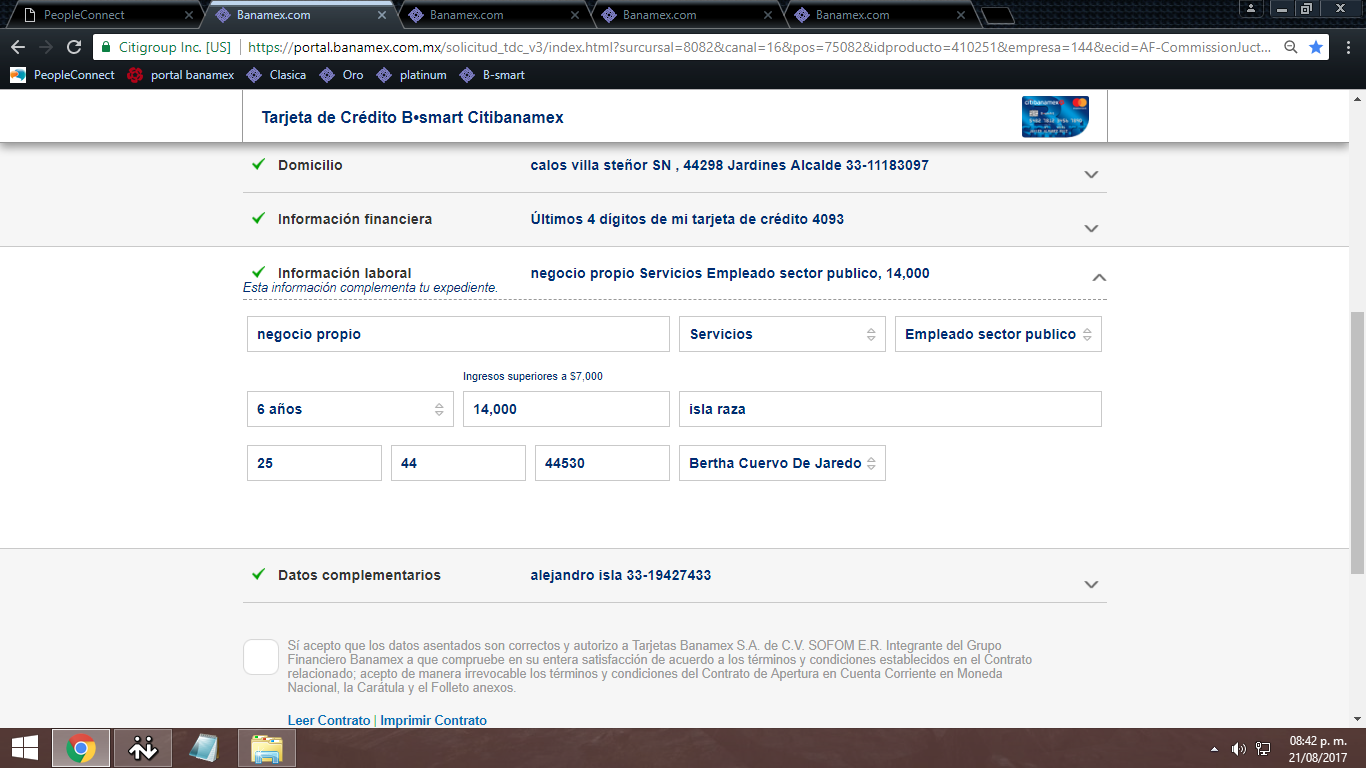 PeopleConnect
Banamex.com
Banamex.com
Banamex.com
Banamex.com
Citigroup Inc. [US]
https://portal.banamex.com.mx/solicitud_tdc_v3/index.html?surcursal=8082&canal=16&pos=75082&idproducto=410251&empresa=144&ecid=AF-CommissionJuct...
PeopleConnect
portal banamex
Clasica
Oro
platinum
B-smart
Tarjeta de Crédito B•smart Citibanamex
citibanamex
Domicilio
calos villa steñor SN , 44298 Jardines Alcalde 33-11183097
Información financiera
Últimos 4 dígitos de mi tarjeta de crédito 4093
Información laboral
negocio propio Servicios Empleado sector publico, 14,000
Esta información complementa tu expediente.
negocio propio
Servicios
Empleado sector publico
Ingresos superiores a $7,000
6 años
14,000
isla raza
25
44
44530
Bertha Cuervo De Jaredo
Datos complementarios
alejandro isla 33-19427433
Sí acepto que los datos asentados son correctos y autorizo a Tarjetas Banamex S.A. de C.V. SOFOM E.R. Integrante del Grupo
Financiero Banamex a que compruebe en su entera satisfacción de acuerdo a los términos y condiciones establecidos en el Contrato
relacionado; acepto de manera irrevocable los términos y condiciones del Contrato de Apertura en Cuenta Corriente en Moneda
Nacional, la Carátula y el Folleto anexos.
Leer Contrato | Imprimir Contrato
08:42 p. m.
21/08/2017